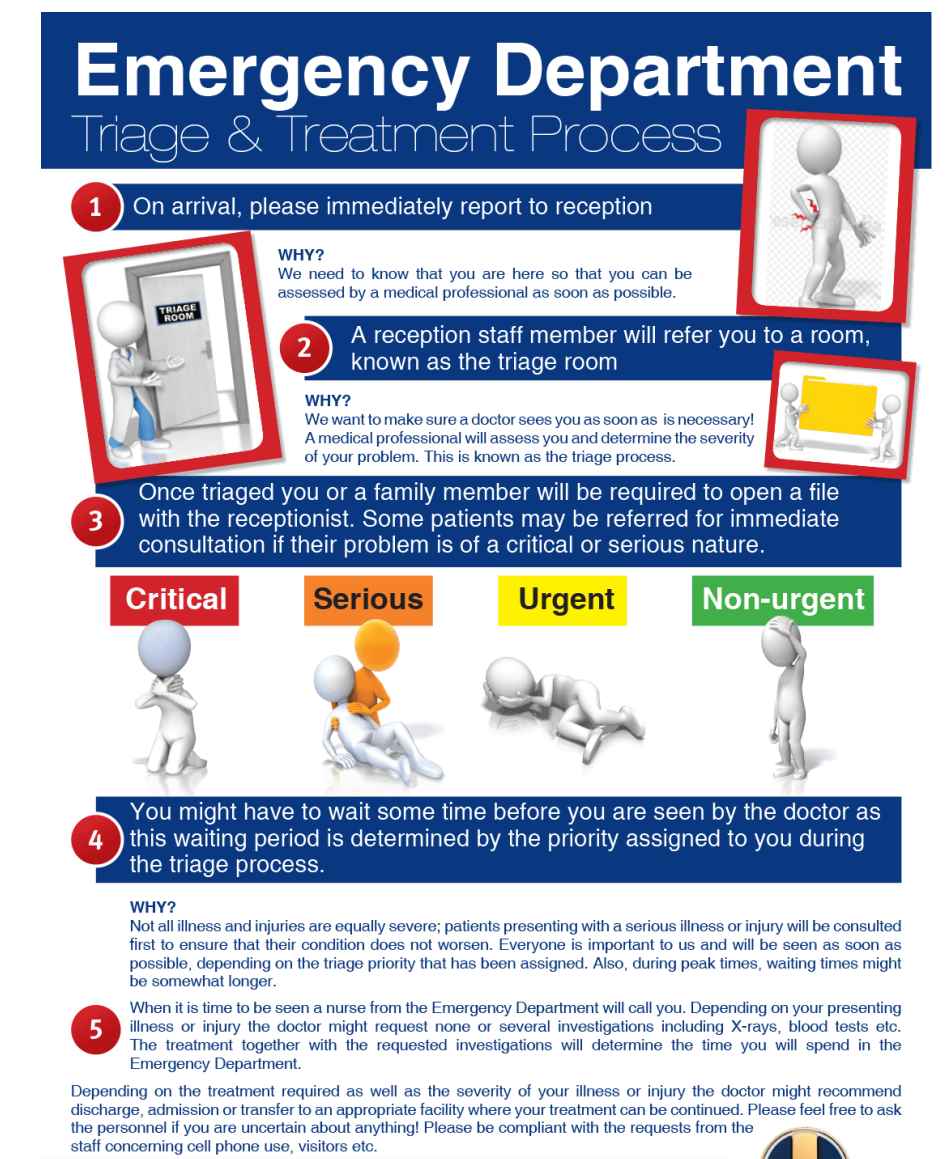 Emergency Department
Triage & Treatment Process
1
On arrival, please immediately report to reception
WHY?
We need to know that you are here so that you can be
assessed by a medical professional as soon as possible.
TRIAGE
ROOM
2
A reception staff member will refer you to a room,
known as the triage room
WHY?
We want to make sure a doctor sees you as soon as is necessary!
A medical professional will assess you and determine the severity
of your problem. This is known as the triage process.
3
Once triaged you or a family member will be required to open a file
with the receptionist. Some patients may be referred for immediate
consultation if their problem is of a critical or serious nature.
Critical
Serious
Urgent
Non-urgent
4
You might have to wait some time before you are seen by the doctor as
this waiting period is determined by the priority assigned to you during
the triage process.
WHY?
Not all illness and injuries are equally severe; patients presenting with a serious illness or injury will be consulted
first to ensure that their condition does not worsen. Everyone is important to us and will be seen as soon as
possible, depending on the triage priority that has been assigned. Also, during peak times, waiting times might
be somewhat longer.
5
When it is time to be seen a nurse from the Emergency Department will call you. Depending on your presenting
illness or injury the doctor might request none or several investigations including X-rays, blood tests etc.
The treatment together with the requested investigations will determine the time you will spend in the
Emergency Department.
Depending on the treatment required as well as the severity of your illness or injury the doctor might recommend
discharge, admission or transfer to an appropriate facility where your treatment can be continued. Please feel free to ask
the personnel if you are uncertain about anything! Please be compliant with the requests from the
staff concerning cell phone use, visitors etc.